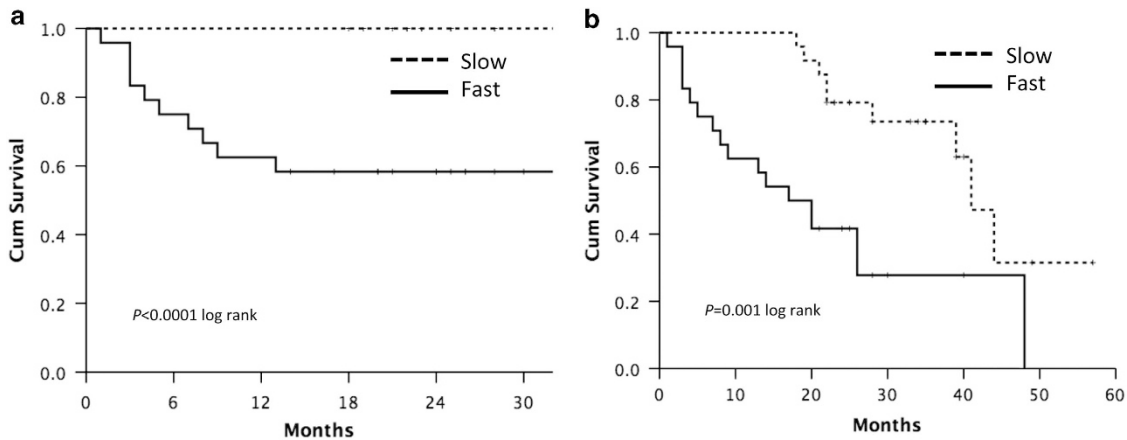 a
1.0
0.8
0.6
0.4
0.2
0.0
Cum Survival
Slow
Fast
P<0.0001 log rank
0 6 12 18 24 30
Months
b
1.0
0.8
0.6
0.4
0.2
0.0
Cum Survival
Slow
Fast
P=0.001 log rank
0 10 20 30 40 50 60
Months